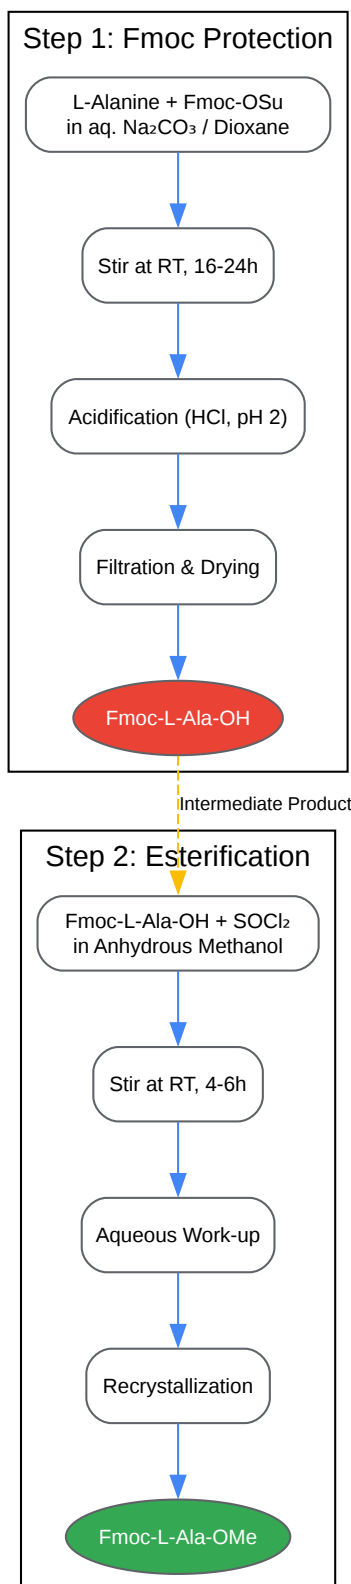 Step 1: Fmoc Protection
L-Alanine + Fmoc-OSu
in aq. Na₂CO₃ / Dioxane
Stir at RT, 16-24h
Acidification (HCl, pH 2)
Filtration & Drying
Fmoc-L-Ala-OH
Intermediate Product
Step 2: Esterification
Fmoc-L-Ala-OH + SOCl₂
in Anhydrous Methanol
Stir at RT, 4-6h
Aqueous Work-up
Recrystallization
Fmoc-L-Ala-OMe